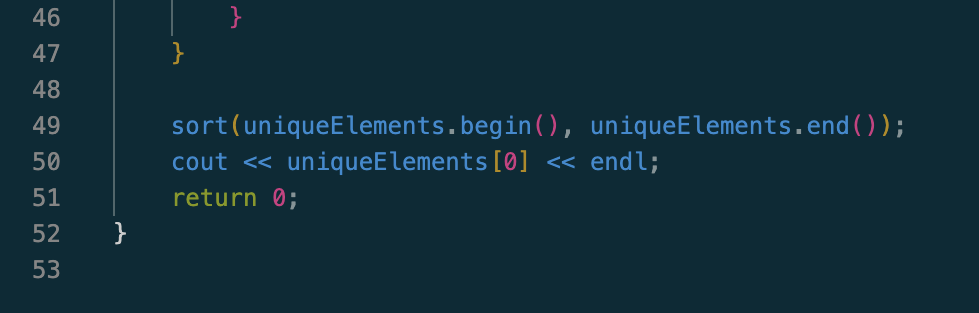 46 }
47 }
48
49 sort(uniqueElements.begin(), uniqueElements.end());
50 cout << uniqueElements[0] << endl;
51 return 0;
52 }
53